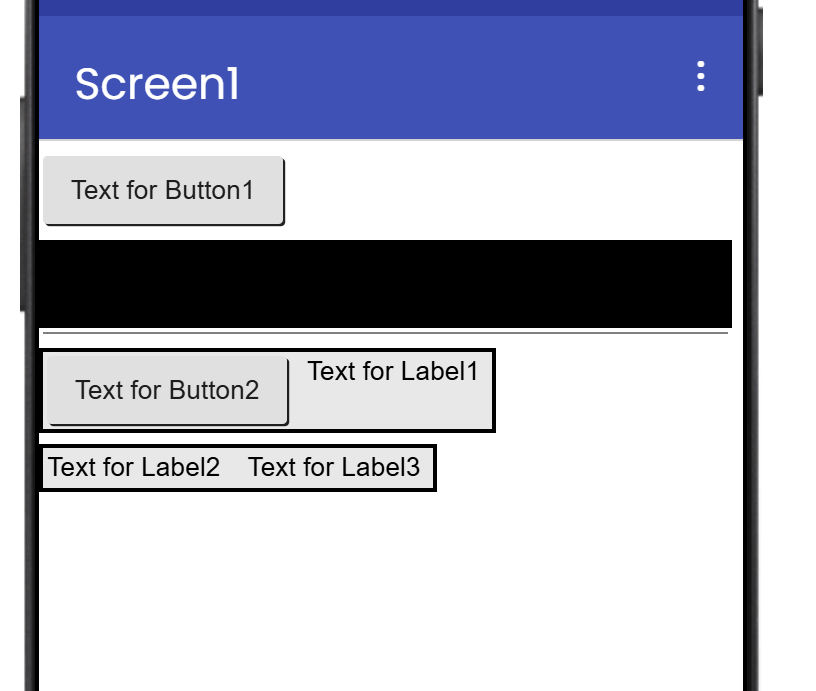 Screen1
Text for Button1
Text for Button2 Text for Label1
Text for Label2 Text for Label3